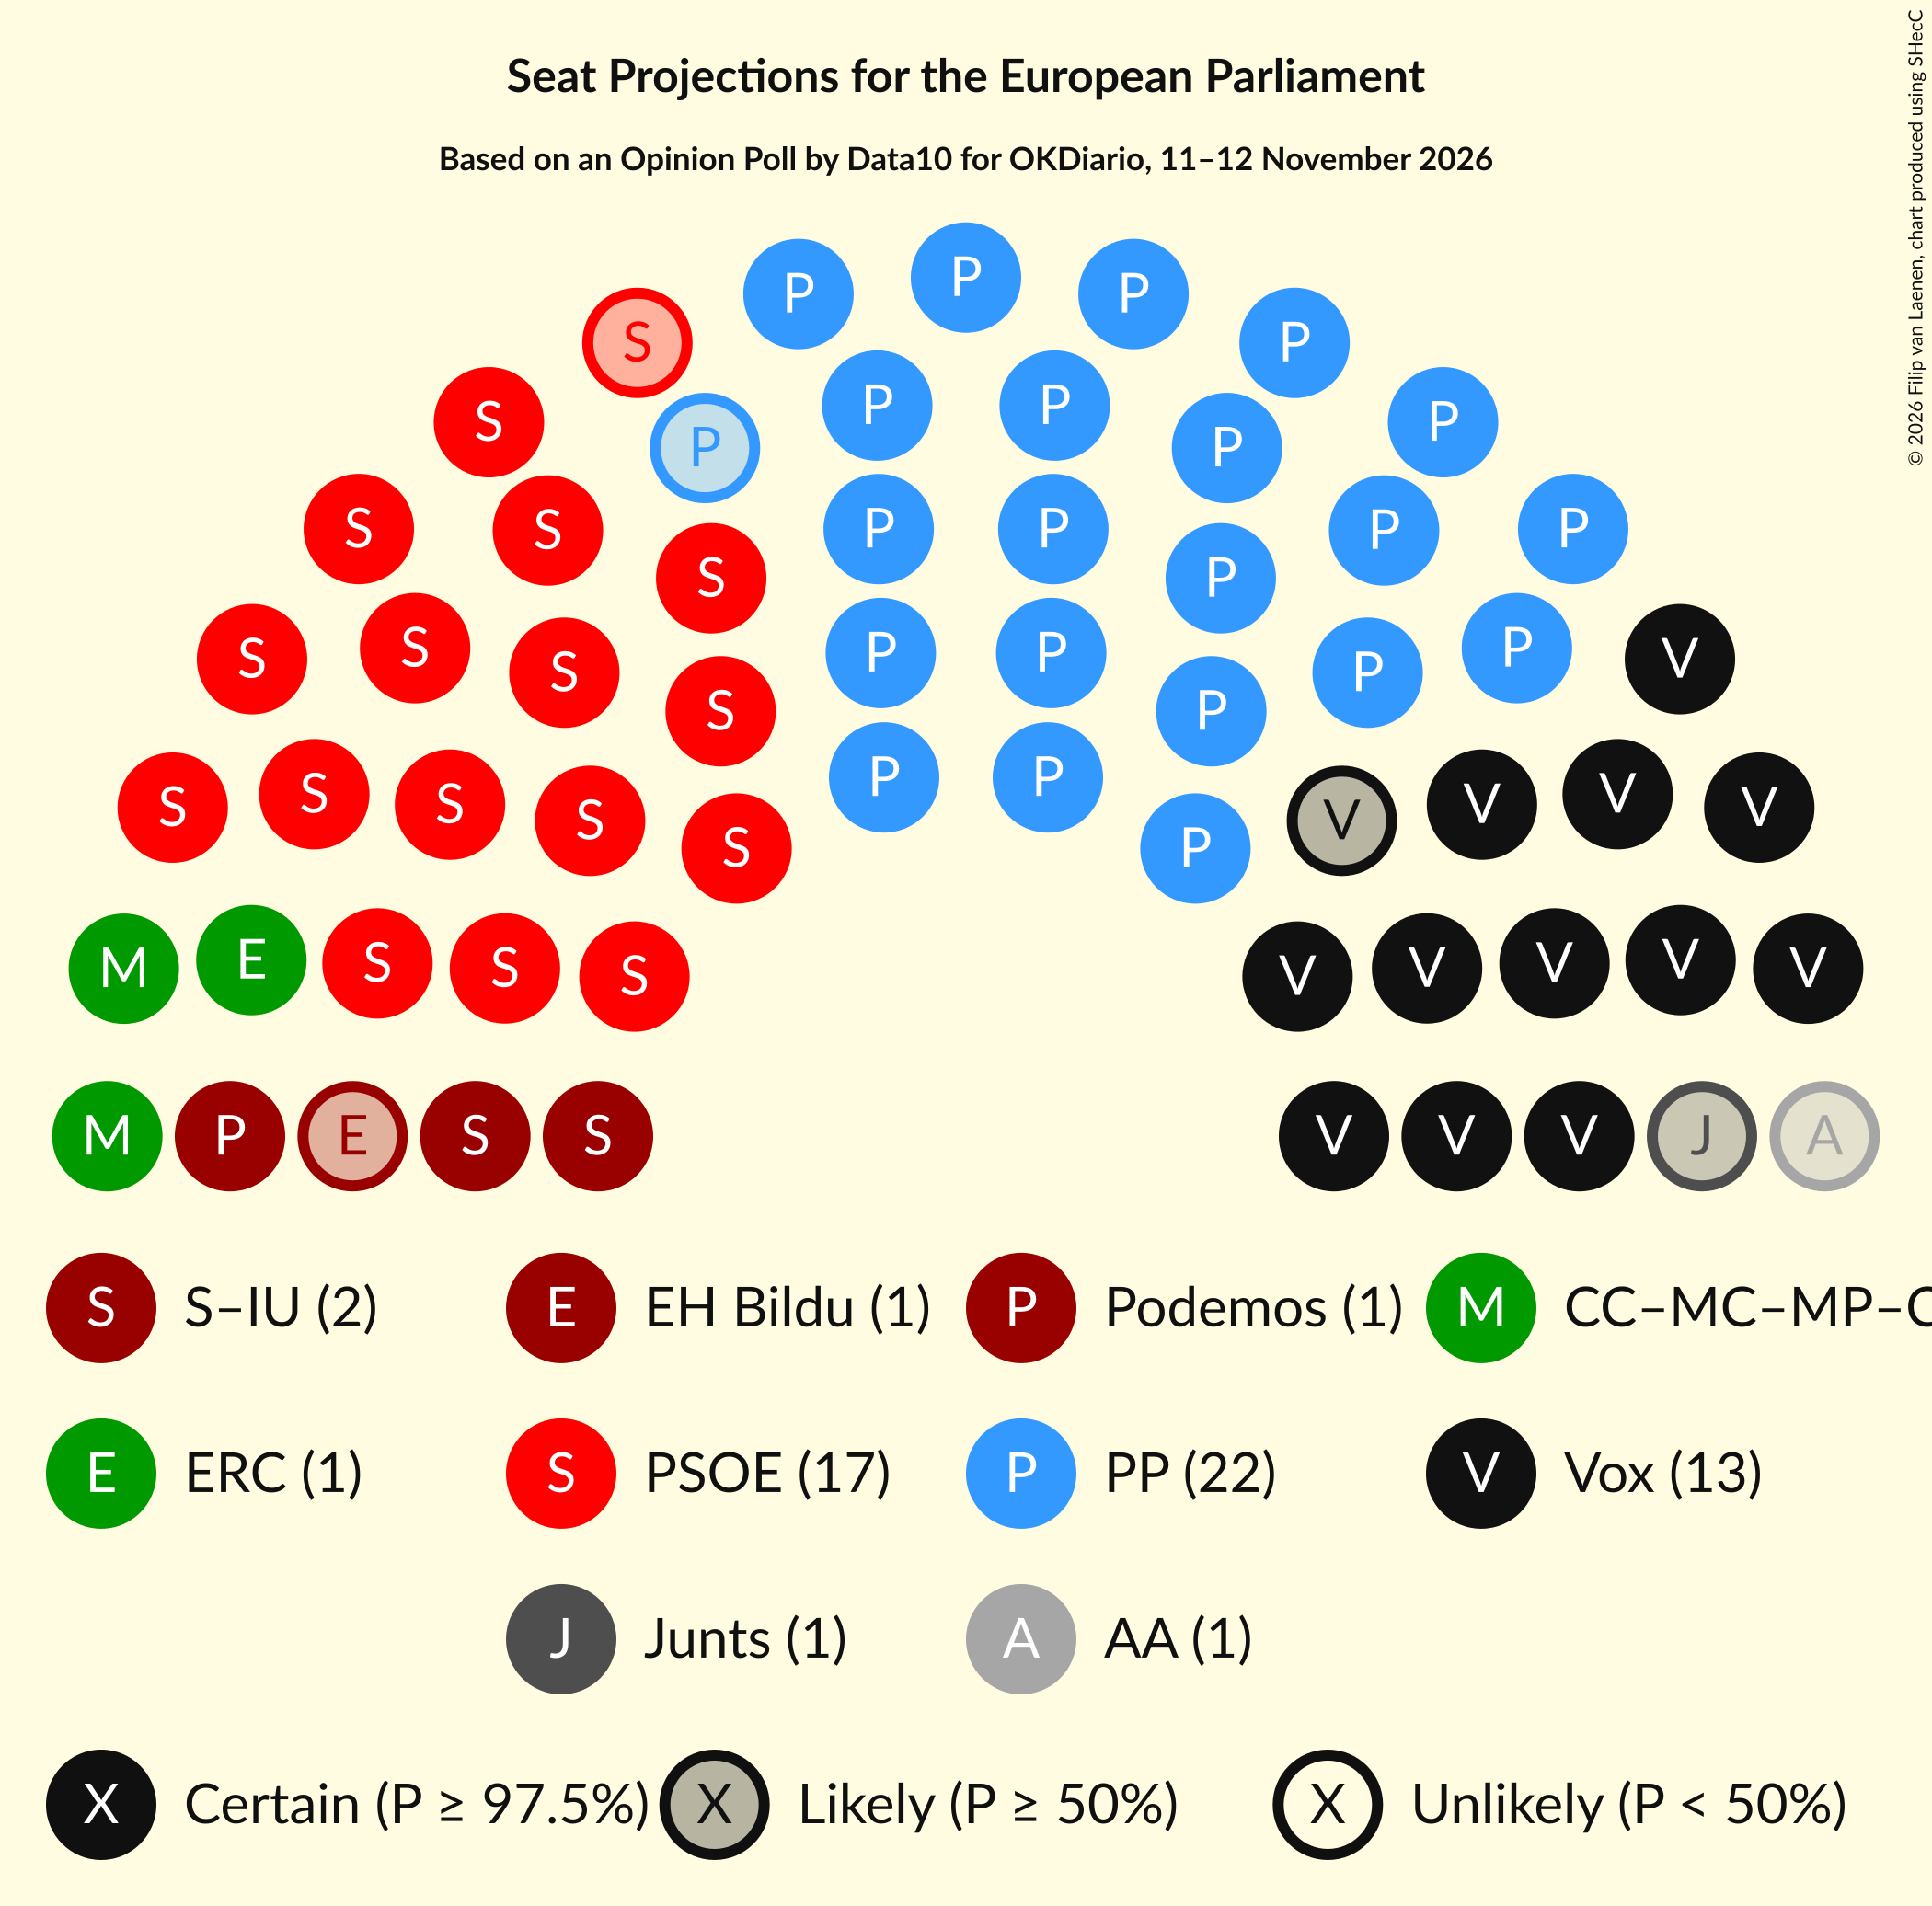 Seat Projections for the European Parliament
Based on an Opinion Poll by Data10 for OKDiario, 11–12 November 2026
© 2026 Filip van Laenen, chart produced using SHecC
P
P P P
S P S
P P
S P P P
S S P P P P S P
S P P
S P P
S P P P
S V
S P P
P P
S S V V
S S V V
S P S V
E V V
S V V M S V V S V
M P E S S V V V J A
S S–IU (2) E EH Bildu (1) P Podemos (1) M CC–MC–MP–C
E ERC (1) S PSOE (17) P PP (22) V Vox (13)
J Junts (1) A AA (1)
X Certain (P ≥ 97.5%) X Likely (P ≥ 50%) X Unlikely (P < 50%)